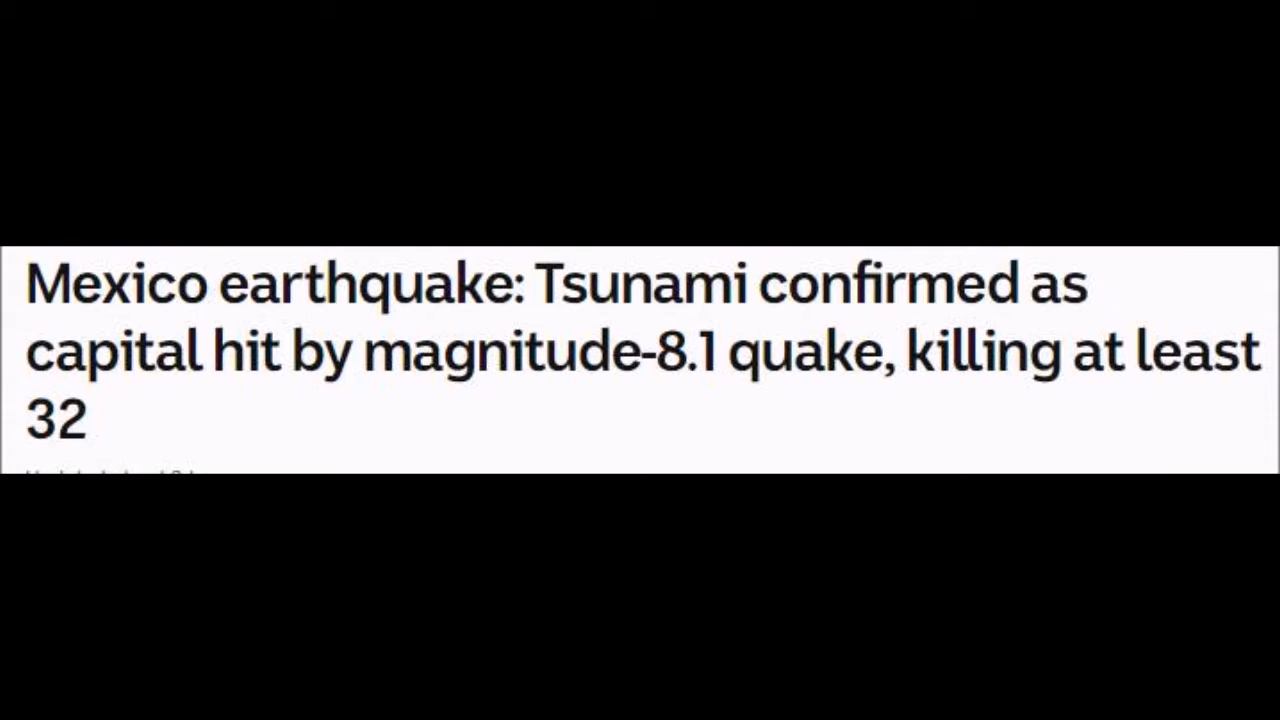 Mexico earthquake: Tsunami confirmed as
capital hit by magnitude-8.1 quake, killing at least
32